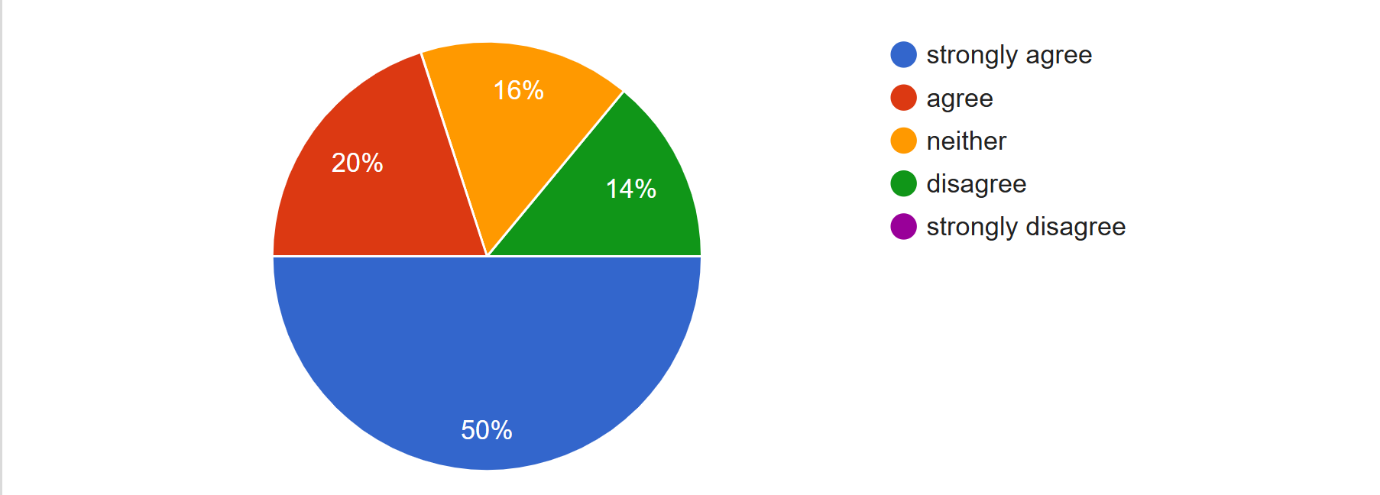 16%
20%
14%
50%
strongly agree
agree
neither
disagree
strongly disagree